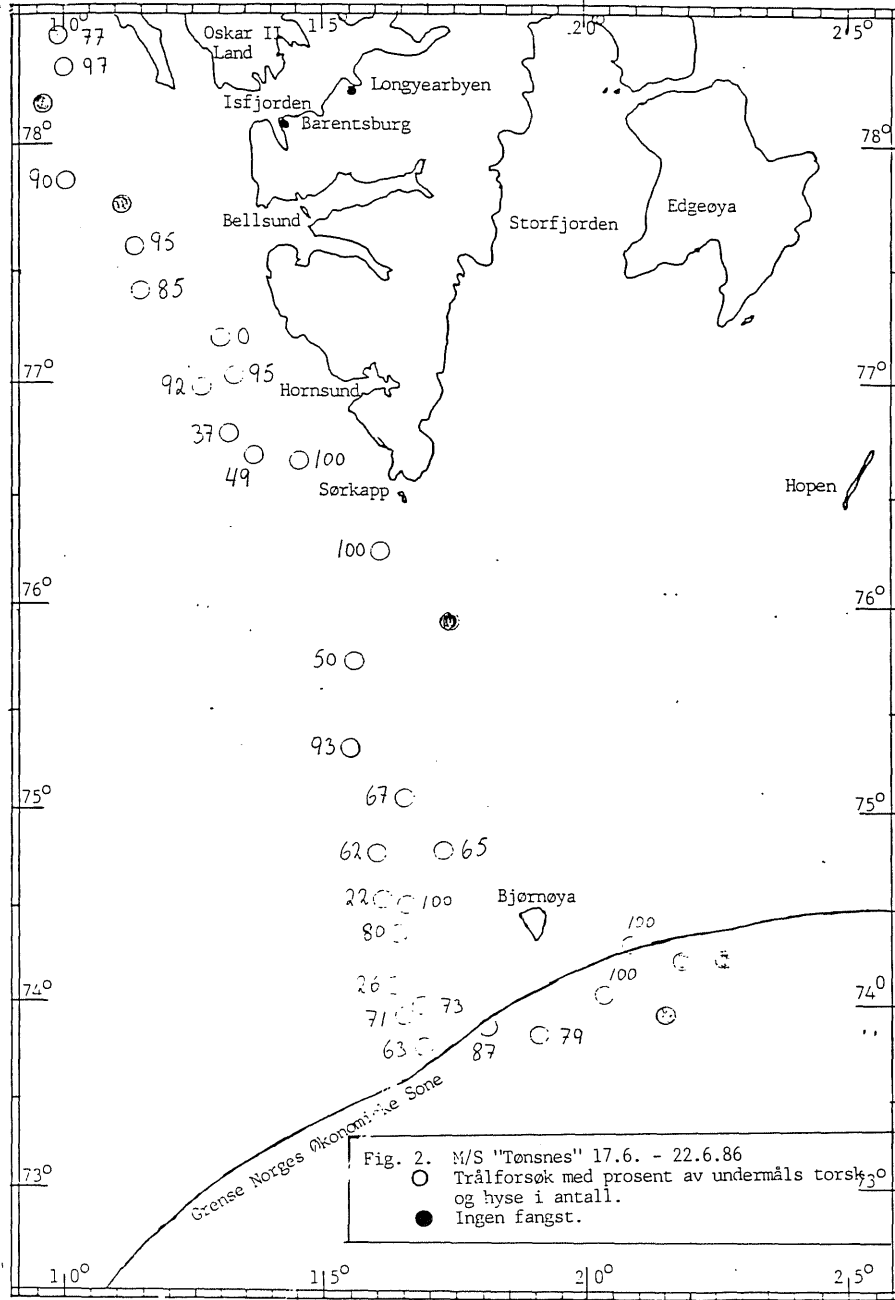 10° 15° 20° 25°
77
Oskar II
Land
97
Longyearbyen
Isfjorden
Barentsburg
78° 78°
90
Bellsund
Storfjorden
Edgeøya
95
85
0
77° 77°
95
92
Hornsund
37
49
100
Sørkapp
Hopen
100
76° 76°
50
93
67
75° 75°
62
65
22
100
Bjørnøya
80
100
26
100
74° 74°
73
71
87
79
63
Grense Norges Økonomiske Sone
Fig. 2. M/S "Tønsnes" 17.6. - 22.6.86
Trålforsøk med prosent av undermåls torsk
og hyse i antall.
Ingen fangst.
73° 73°
10° 15° 20° 25°